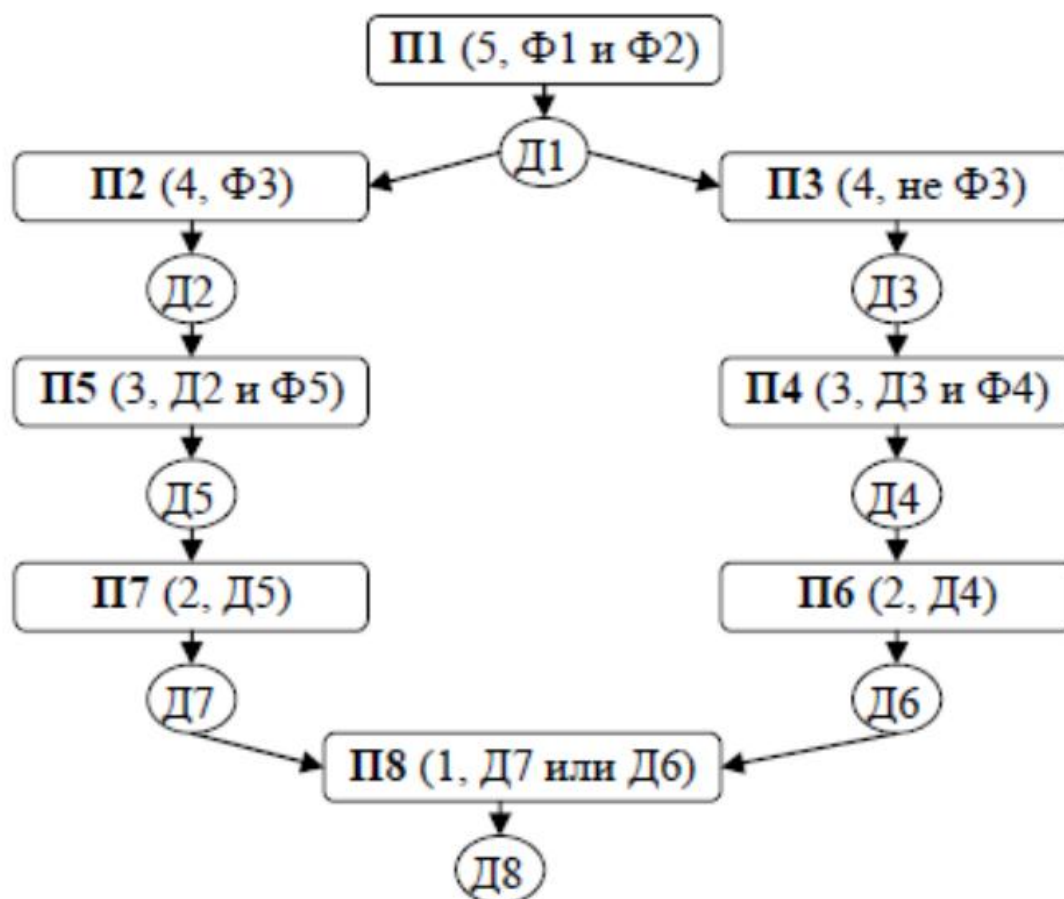 П1 (5, Ф1 и Ф2)
Д1
П2 (4, Ф3)
П3 (4, не Ф3)
Д2
Д3
П5 (3, Д2 и Ф5)
П4 (3, Д3 и Ф4)
Д5
Д4
П7 (2, Д5)
П6 (2, Д4)
Д7
Д6
П8 (1, Д7 или Д6)
Д8